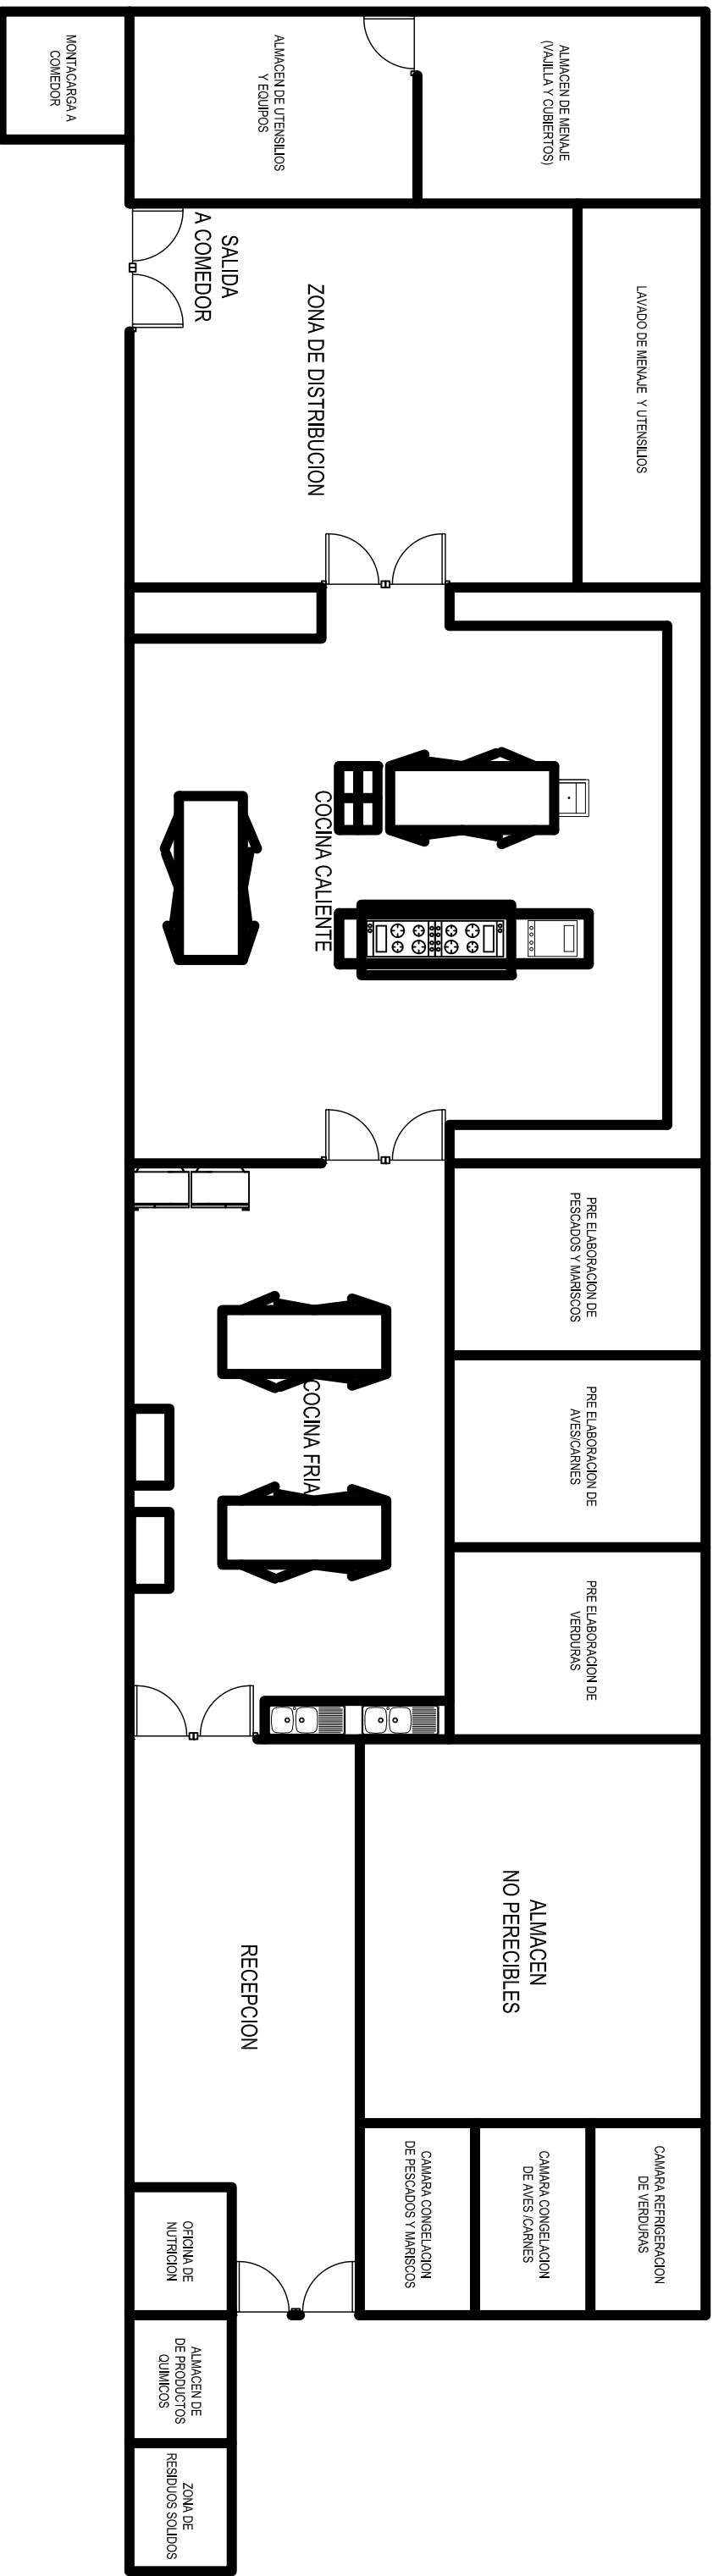 MONTACARGA A
COMEDOR
ALMACEN DE UTENSILIOS
Y EQUIPOS
ALMACEN DE MENAJE
(VAJILLA Y CUBIERTOS)
SALIDA
A COMEDOR
ZONA DE DISTRIBUCION
LAVADO DE MENAJE Y UTENSILIOS
COCINA CALIENTE
COCINA FRIA
PRE ELABORACION DE
PESCADOS Y MARISCOS
PRE ELABORACION DE
AVES/CARNES
PRE ELABORACION DE
VERDURAS
RECEPCION
ALMACEN
NO PERECIBLES
CAMARA CONGELACION
DE PESCADOS Y MARISCOS
CAMARA CONGELACION
DE AVES /CARNES
CAMARA REFRIGERACION
DE VERDURAS
OFICINA DE
NUTRICION
ALMACEN DE
DE PRODUCTOS
QUIMICOS
ZONA DE
RESIDUOS SOLIDOS